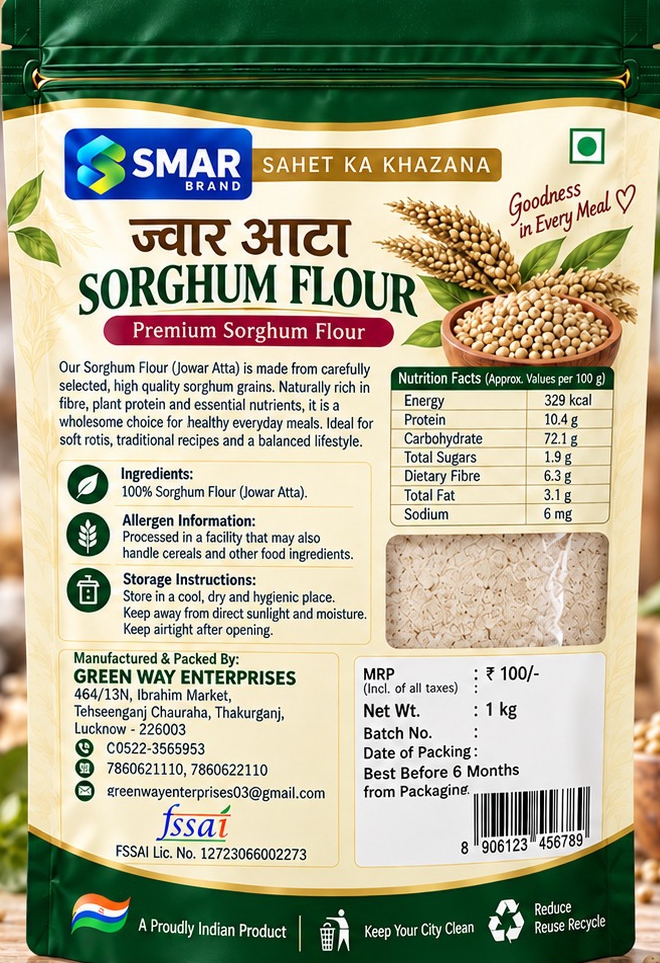 SMAR
BRAND
SAHET KA KHAZANA
Goodness
in Every Meal
ज्वार आटा
SORGHUM FLOUR
Premium Sorghum Flour
Our Sorghum Flour (Jowar Atta) is made from carefully
selected, high quality sorghum grains. Naturally rich in
fibre, plant protein and essential nutrients, it is a
wholesome choice for healthy everyday meals. Ideal for
soft rotis, traditional recipes and a balanced lifestyle.
Nutrition Facts (Approx. Values per 100 g)
Energy 329 kcal
Protein 10.4 g
Carbohydrate 72.1 g
Total Sugars 1.9 g
Dietary Fibre 6.3 g
Total Fat 3.1 g
Sodium 6 mg
Ingredients:
100% Sorghum Flour (Jowar Atta).
Allergen Information:
Processed in a facility that may also
handle cereals and other food ingredients.
Storage Instructions:
Store in a cool, dry and hygienic place.
Keep away from direct sunlight and moisture.
Keep airtight after opening.
Manufactured & Packed By:
GREEN WAY ENTERPRISES
464/13N, Ibrahim Market,
Tehseenganj Chauraha, Thakurganj,
Lucknow - 226003
C0522-3565953
7860621110, 7860622110
greenwayenterprises03@gmail.com
fssai
FSSAI Lic. No. 12723066002273
MRP : ₹ 100/-
(Incl. of all taxes) :
Net Wt. : 1 kg
Batch No. :
Date of Packing :
Best Before 6 Months
from Packaging.
8 906123 456789
A Proudly Indian Product
Keep Your City Clean
Reduce
Reuse Recycle